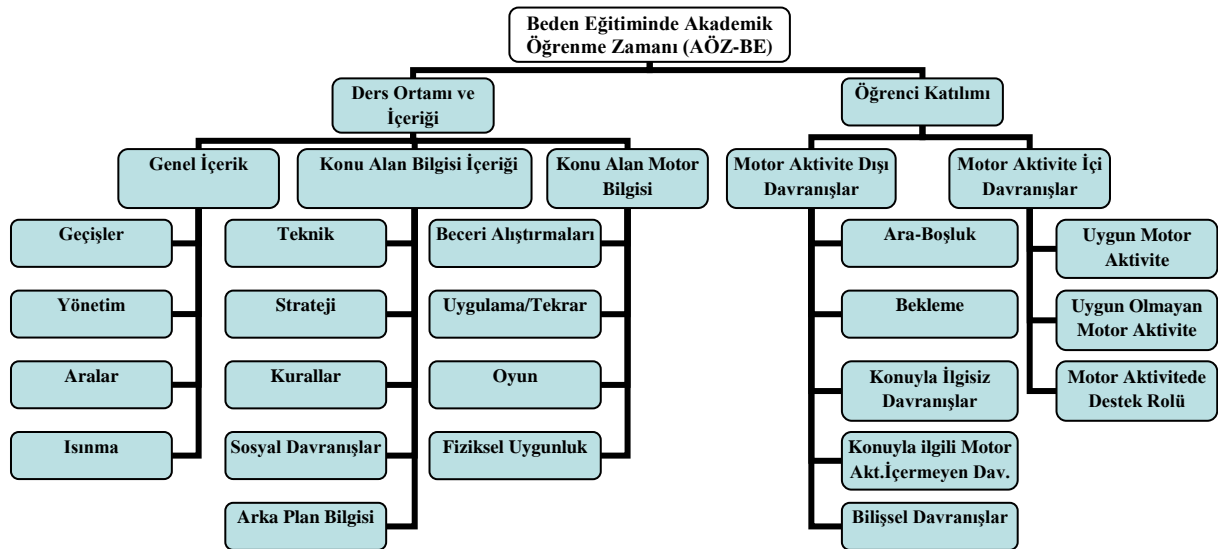 Beden Eğitiminde Akademik
Öğrenme Zamanı (AÖZ-BE)
Ders Ortamı ve
İçeriği
Öğrenci Katılımı
Genel İçerik
Konu Alan Bilgisi İçeriği
Konu Alan Motor
Bilgisi
Motor Aktivite Dışı
Davranışlar
Motor Aktivite İçi
Davranışlar
Geçişler
Yönetim
Aralar
Isınma
Teknik
Strateji
Kurallar
Sosyal Davranışlar
Arka Plan Bilgisi
Beceri Alıştırmaları
Uygulama/Tekrar
Oyun
Fiziksel Uygunluk
Ara-Boşluk
Bekleme
Konuyla İlgisiz
Davranışlar
Konuyla ilgili Motor
Akt.İçermeyen Dav.
Bilişsel Davranışlar
Uygun Motor
Aktivite
Uygun Olmayan
Motor Aktivite
Motor Aktivitede
Destek Rolü